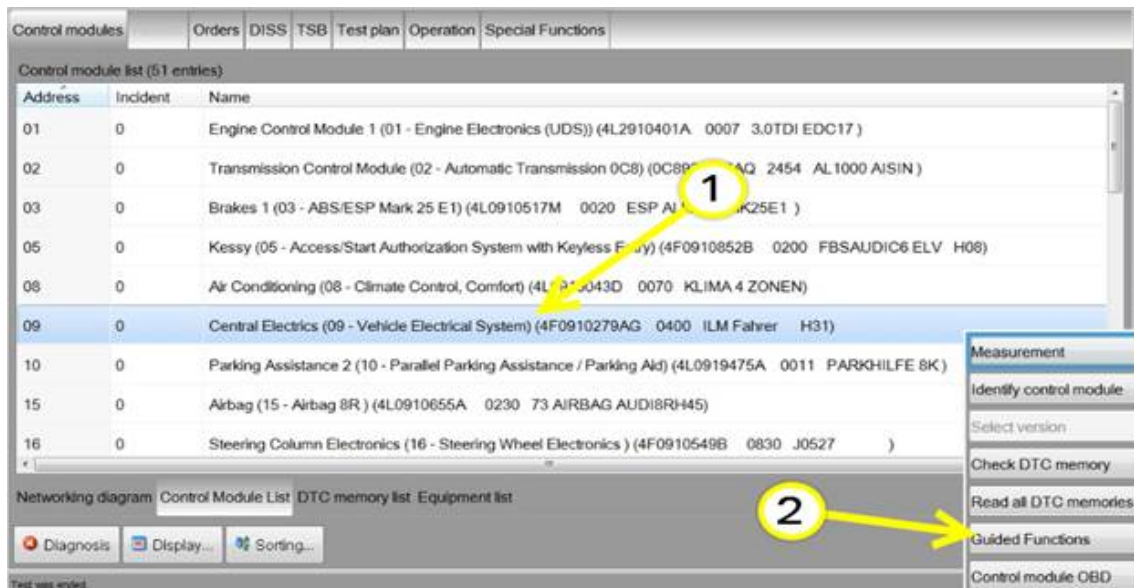 Control modules Orders DISS TSB Test plan Operation Special Functions
Control module list (51 entries)
Address Incident Name
01 0 Engine Control Module 1 (01 - Engine Electronics (UDS)) (4L2910401A 0007 3.0TDI EDC17 )
02 0 Transmission Control Module (02 - Automatic Transmission 0C8) 2454 AL1000 AISIN )
1
03 0 Brakes 1 (03 - ABS/ESP Mark 25 E1) (4L0910517M 0020 ESP
05 0 Kessy (05 - Access/Start Authorization System with Keyless (4F0910852B 0200 FBSAUDIC6 ELV H08)
08 0 Air Conditioning (08 - Climate Control, Comfort) 0070 KLIMA 4 ZONEN)
09 0 Central Electrics (09 - Vehicle Electrical System) (4F0910279AG 0400 ILM Fahrer H31)
10 0 Parking Assistance 2 (10 - Parallel Parking Assistance / Parking Aid) (4L0919475A 0011 PARKHILFE 8K )
15 0 Airbag (15 - Airbag 8R ) (4L0910655A 0230 73 AIRBAG AUDI8RH45)
16 0 Steering Column Electronics (16 - Steering Wheel Electronics ) (4F0910549B 0830 J0527 )
Measurement
Identify control module
Select version
Check DTC memory
Read all DTC memories
Guided Functions
Control module OBD
2
Networking diagram Control Module List DTC memory list Equipment list
Diagnosis Display... Sorting...
Test was ended.